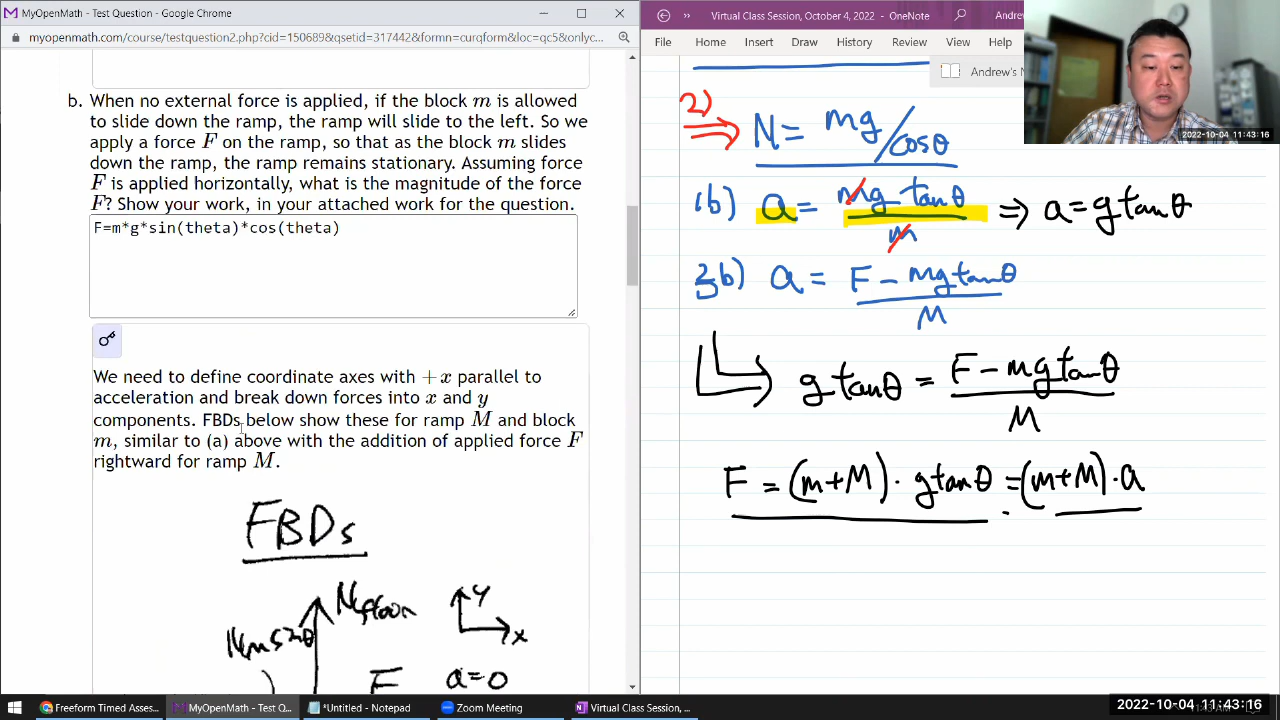 MyOpenMath - Test Question - Google Chrome
myopenmath.com/course/testquestion2.php?cid=150689&qsetid=317442&formn=curqform&loc=qc5&onlyc...
b. When no external force is applied, if the block m is allowed
to slide down the ramp, the ramp will slide to the left. So we
apply a force F on the ramp, so that as the block m slides
down the ramp, the ramp remains stationary. Assuming force
F is applied horizontally, what is the magnitude of the force
F? Show your work, in your attached work for the question.
F=m*g*sin(theta)*cos(theta)
We need to define coordinate axes with +x parallel to
acceleration and break down forces into x and y
components. FBDs below show these for ramp M and block
m, similar to (a) above with the addition of applied force F
rightward for ramp M.
FBDs
Nfloor
y
Nm sinθ
x
F
a=0
Virtual Class Session, October 4, 2022 - OneNote
Andrew
File Home Insert Draw History Review View Help
Andrew's N
2)
N= mg/cosθ
1b) a= mg tanθ/m ⇒ a=g tanθ
3b) a= F - mg tanθ/M
g tanθ = F - mg tanθ/M
F = (m+M) · g tanθ = (m+M) · a
2022-10-04 11:43:16
Freeform Timed Asses...
MyOpenMath - Test Q...
*Untitled - Notepad
Zoom Meeting
Virtual Class Session, ...
2022-10-04 11:43:16